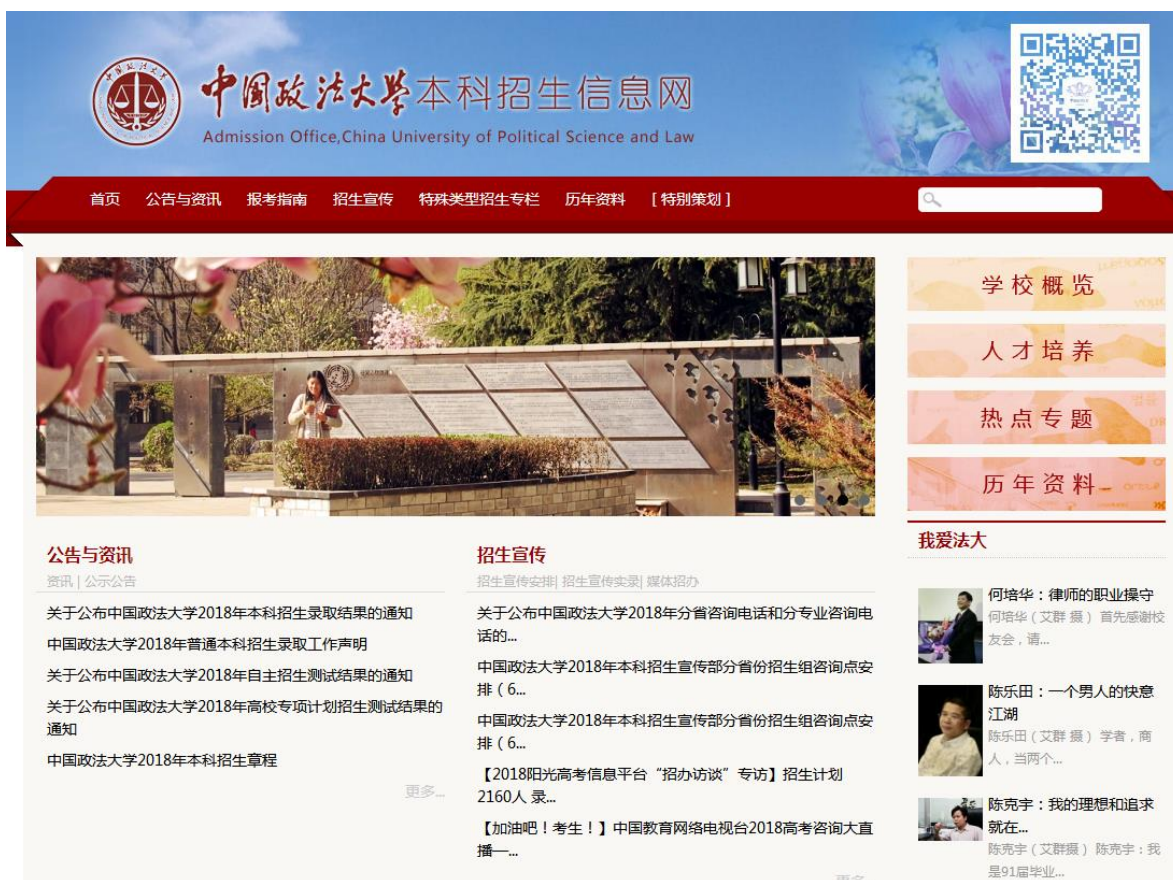 中国政法大学本科招生信息网
Admission Office,China University of Political Science and Law
首页 公告与资讯 报考指南 招生宣传 特殊类型招生专栏 历年资料 [ 特别策划 ]
学校概览
人才培养
热点专题
历年资料
公告与资讯
资讯 | 公示公告
关于公布中国政法大学2018年本科招生录取结果的通知
中国政法大学2018年普通本科招生录取工作声明
关于公布中国政法大学2018年自主招生测试结果的通知
关于公布中国政法大学2018年高校专项计划招生测试结果的
通知
中国政法大学2018年本科招生章程
更多...
招生宣传
招生宣传安排| 招生宣传实录| 媒体招办
关于公布中国政法大学2018年分省咨询电话和分专业咨询电
话的...
中国政法大学2018年本科招生宣传部分省份招生组咨询点安
排（6...
中国政法大学2018年本科招生宣传部分省份招生组咨询点安
排（6...
【2018阳光高考信息平台“招办访谈”专访】招生计划
2160人 录...
【加油吧！考生！】中国教育网络电视台2018高考咨询大直
播—...
更多
我爱法大
何培华：律师的职业操守
何培华（艾群 摄） 首先感谢校
友会，请...
陈乐田：一个男人的快意
江湖
陈乐田（艾群 摄） 学者，商
人，当两个...
陈克宇：我的理想和追求
就在...
陈克宇（艾群摄） 陈克宇：我
是91届毕业...